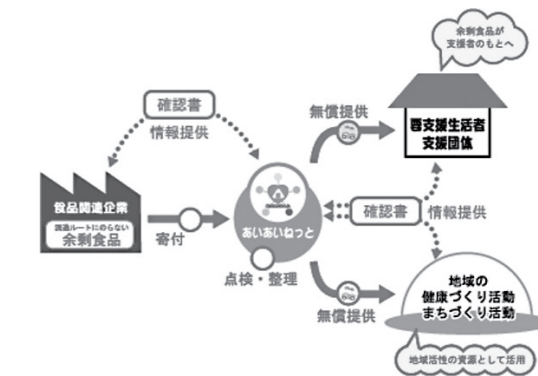 余剰食品が
支援者のもとへ
確認書
情報提供
無償提供
要支援生活者
支援団体
食品関連企業
流通ルートにのらない
余剰食品
寄付
あいあいねっと
点検・整理
確認書
情報提供
無償提供
地域の
健康づくり活動
まちづくり活動
地域活性の資源として活用